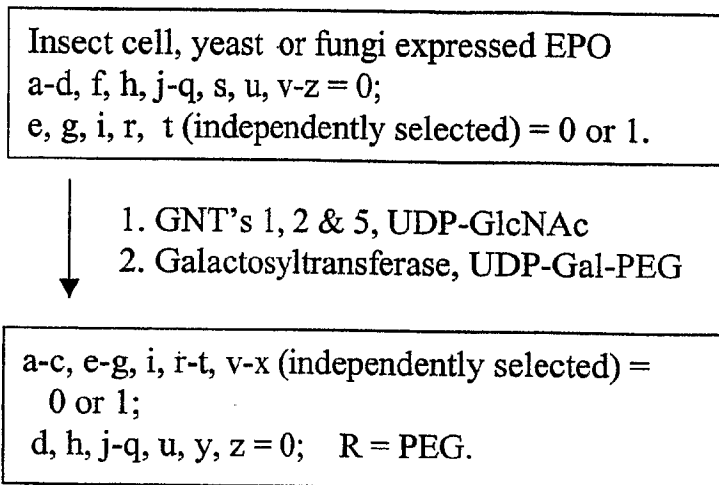 Insect cell, yeast or fungi expressed EPO
a-d, f, h, j-q, s, u, v-z = 0;
e, g, i, r, t (independently selected) = 0 or 1.
1. GNT's 1, 2 & 5, UDP-GlcNAc
2. Galactosyltransferase, UDP-Gal-PEG
a-c, e-g, i, r-t, v-x (independently selected) =
0 or 1;
d, h, j-q, u, y, z = 0; R = PEG.